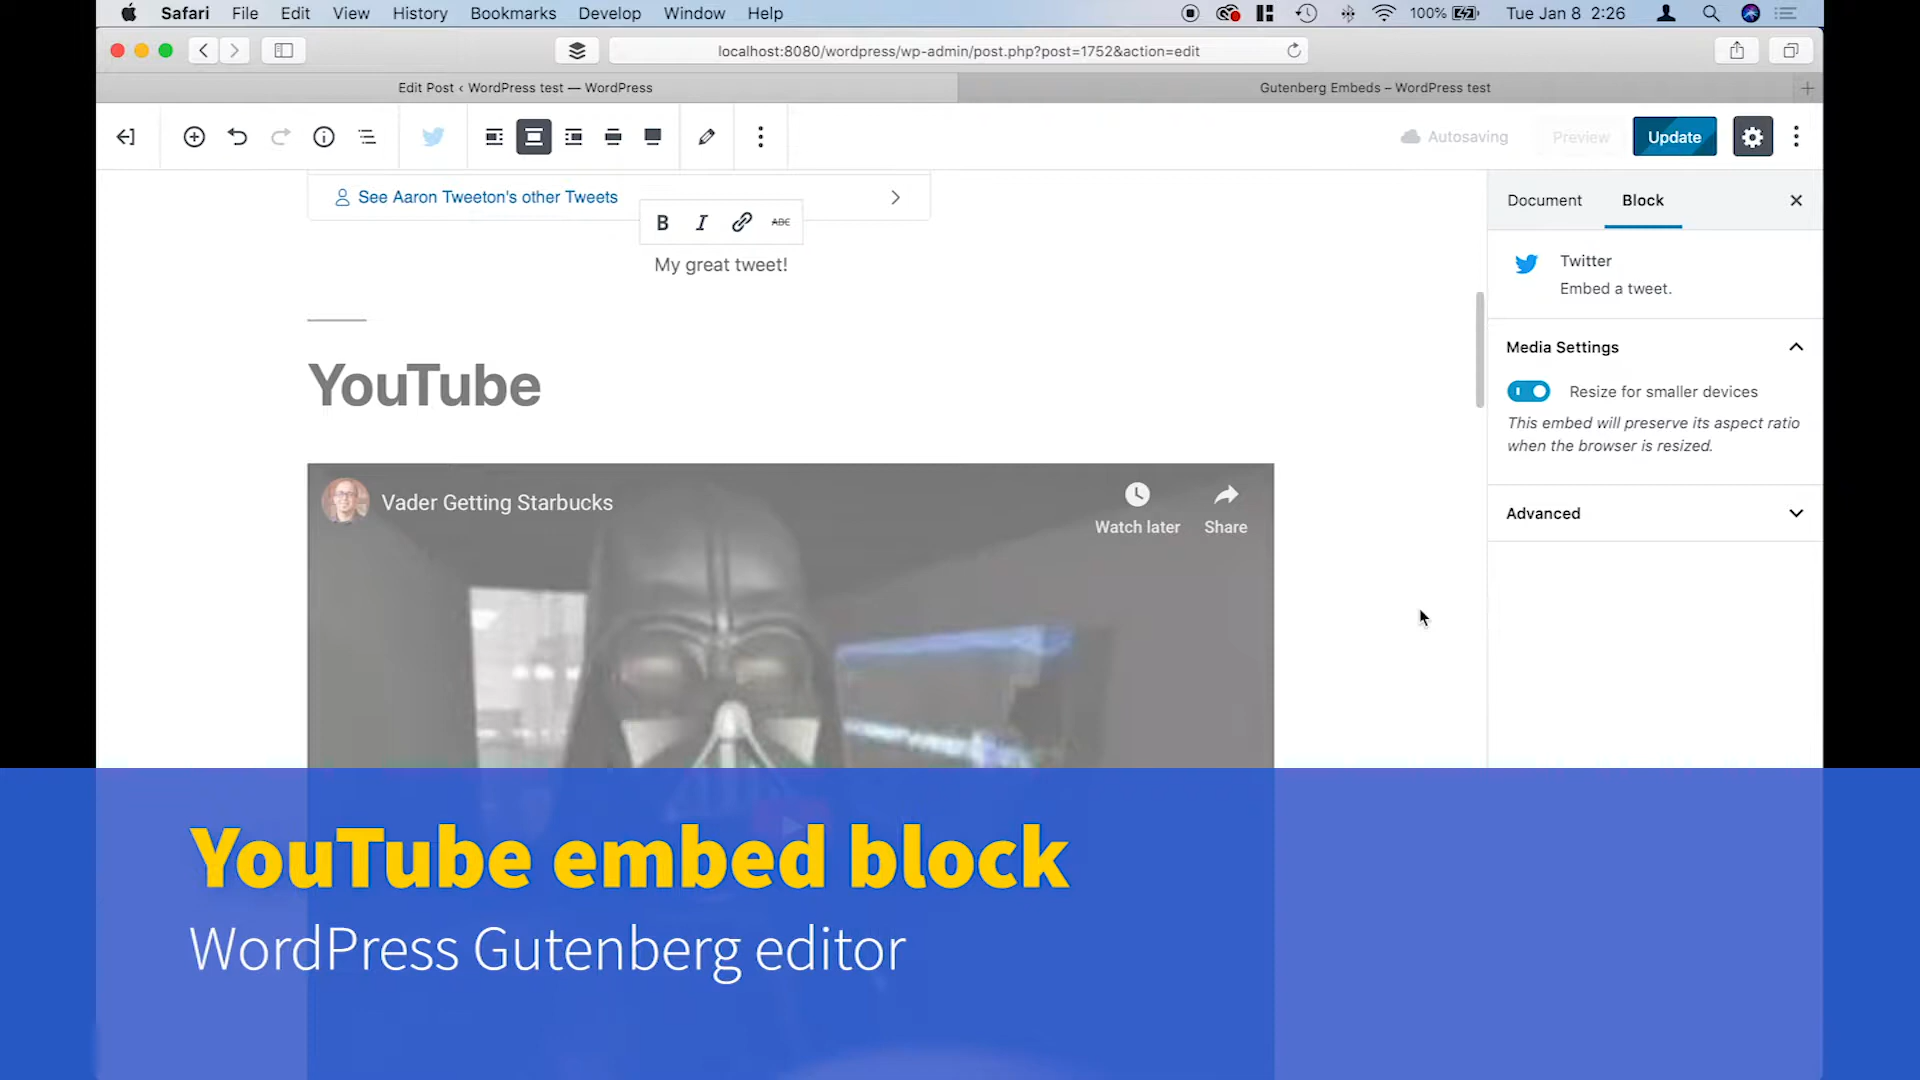 Safari File Edit View History Bookmarks Develop Window Help 100% Tue Jan 8 2:26
localhost:8080/wordpress/wp-admin/post.php?post=1752&action=edit
Edit Post ‹ WordPress test — WordPress
Gutenberg Embeds – WordPress test
Autosaving Preview Update
See Aaron Tweeton's other Tweets
B I ABC
My great tweet!
YouTube
Vader Getting Starbucks
Watch later
Share
Document Block
Twitter
Embed a tweet.
Media Settings
Resize for smaller devices
This embed will preserve its aspect ratio
when the browser is resized.
Advanced
YouTube embed block
WordPress Gutenberg editor